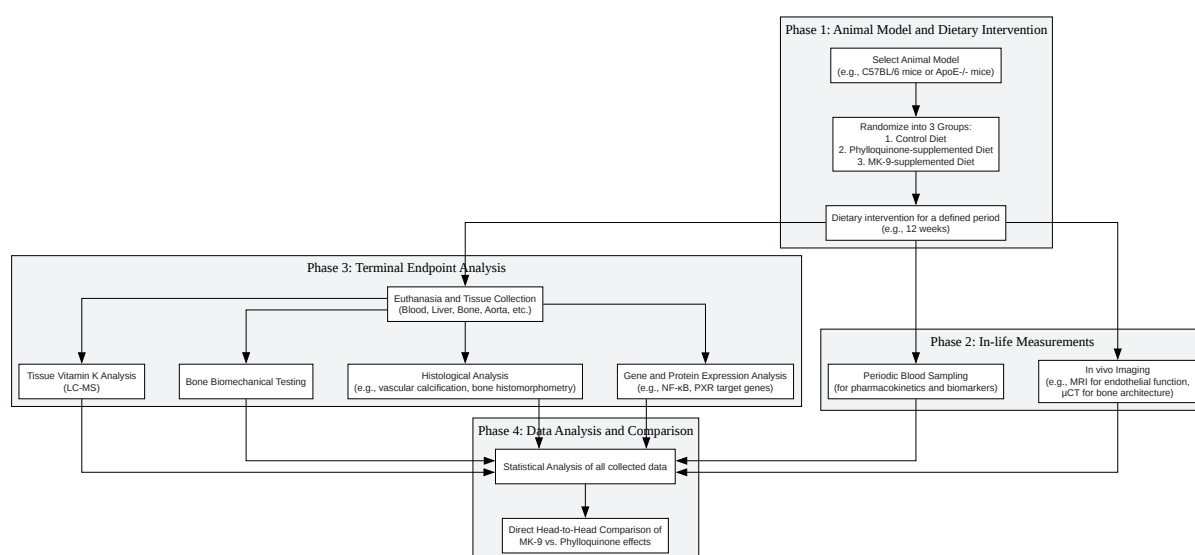 Phase 1: Animal Model and Dietary Intervention
Select Animal Model
(e.g., C57BL/6 mice or ApoE-/- mice)
Randomize into 3 Groups:
1. Control Diet
2. Phylloquinone-supplemented Diet
3. MK-9-supplemented Diet
Dietary intervention for a defined period
(e.g., 12 weeks)
Phase 3: Terminal Endpoint Analysis
Euthanasia and Tissue Collection
(Blood, Liver, Bone, Aorta, etc.)
Tissue Vitamin K Analysis
(LC-MS)
Bone Biomechanical Testing
Histological Analysis
(e.g., vascular calcification, bone histomorphometry)
Gene and Protein Expression Analysis
(e.g., NF-κB, PXR target genes)
Phase 2: In-life Measurements
Periodic Blood Sampling
(for pharmacokinetics and biomarkers)
In vivo Imaging
(e.g., MRI for endothelial function,
µCT for bone architecture)
Phase 4: Data Analysis and Comparison
Statistical Analysis of all collected data
Direct Head-to-Head Comparison of
MK-9 vs. Phylloquinone effects